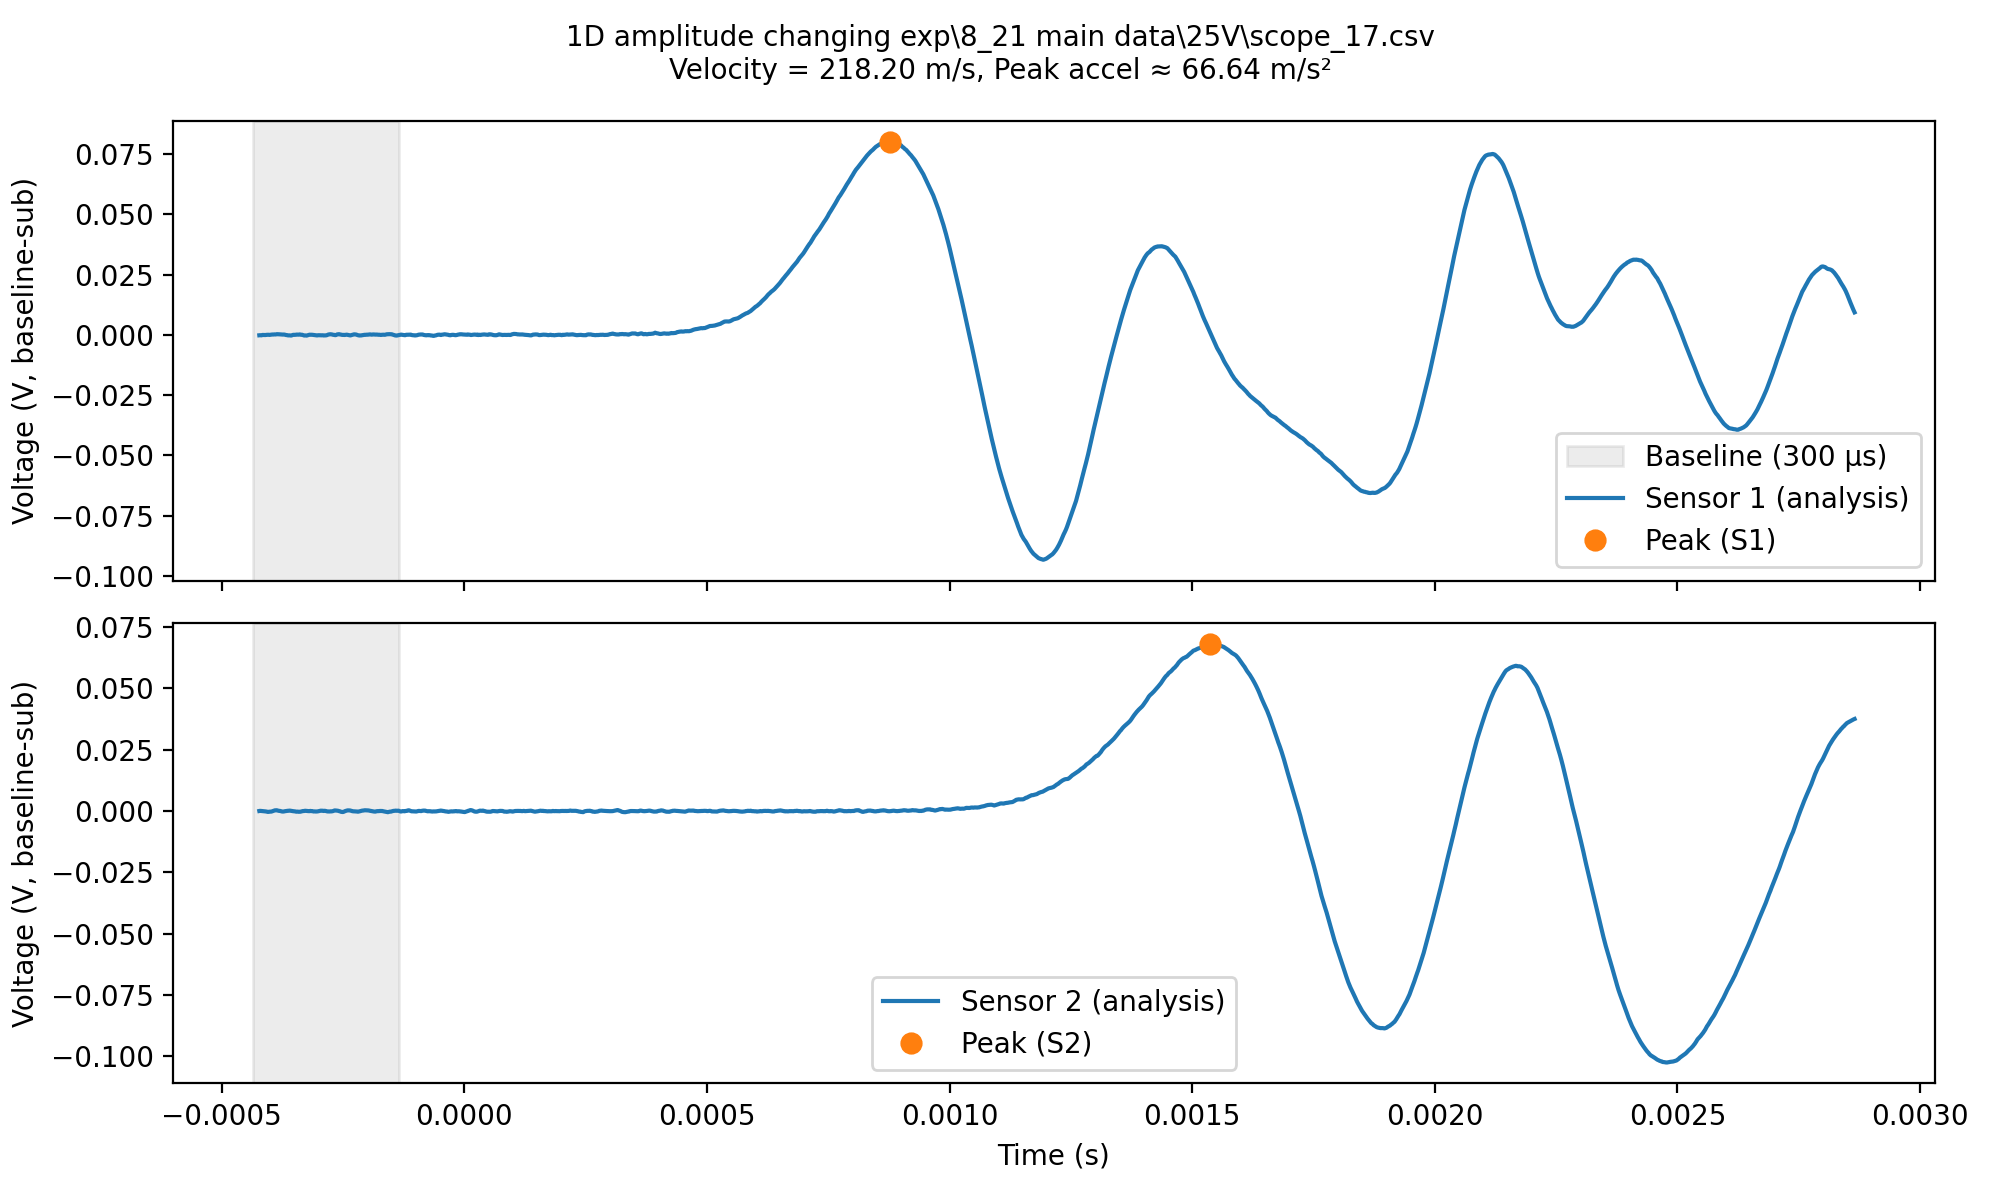 1D amplitude changing exp\8_21 main data\25V\scope_17.csv
Velocity = 218.20 m/s, Peak accel ≈ 66.64 m/s²
Voltage (V, baseline-sub)
0.075
0.050
0.025
0.000
−0.025
−0.050
−0.075
−0.100
Baseline (300 µs)
Sensor 1 (analysis)
Peak (S1)
Voltage (V, baseline-sub)
0.075
0.050
0.025
0.000
−0.025
−0.050
−0.075
−0.100
Sensor 2 (analysis)
Peak (S2)
−0.0005 0.0000 0.0005 0.0010 0.0015 0.0020 0.0025 0.0030
Time (s)